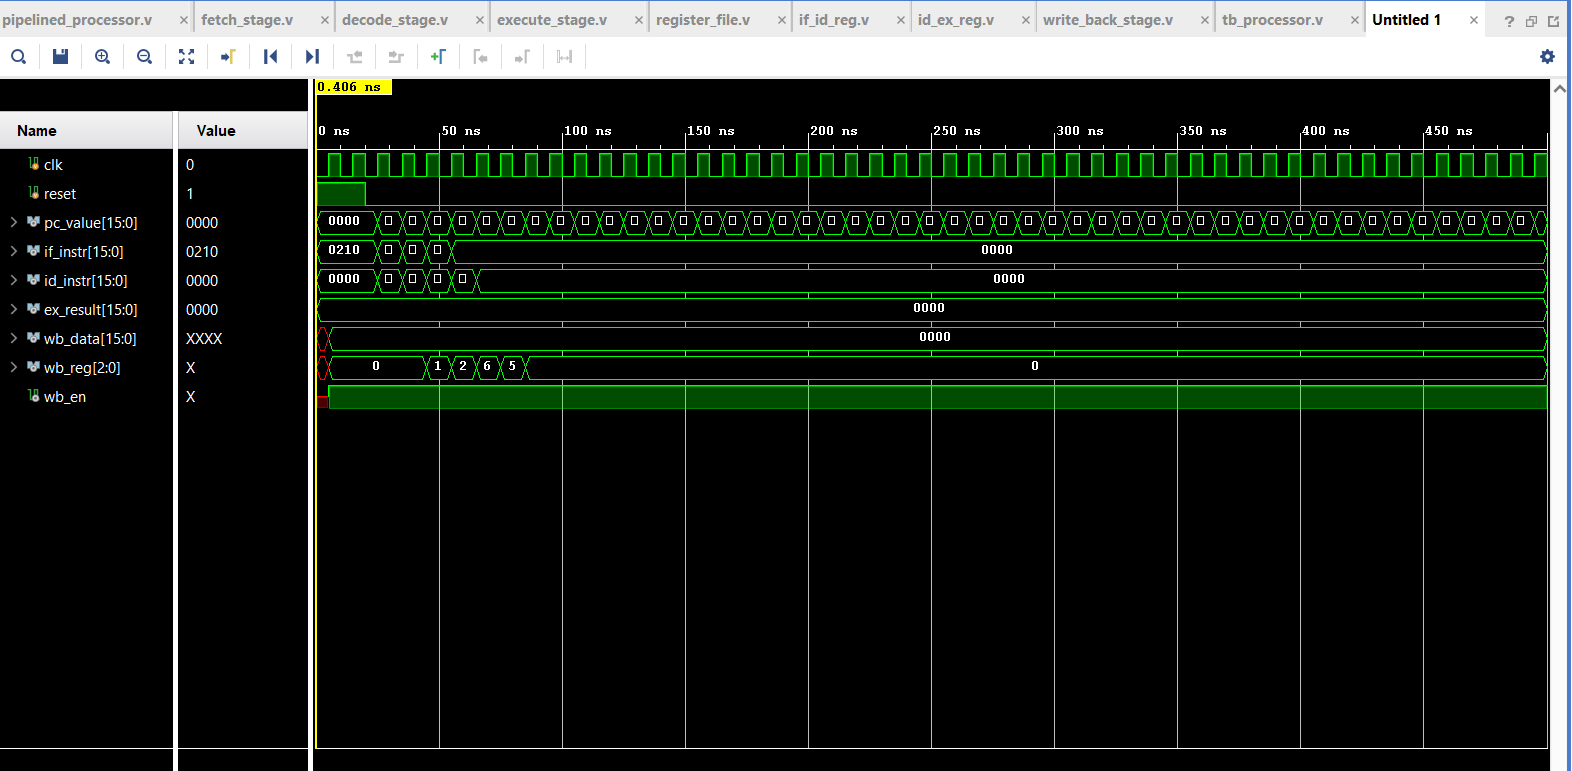 pipelined_processor.v × fetch_stage.v × decode_stage.v × execute_stage.v × register_file.v × if_id_reg.v × id_ex_reg.v × write_back_stage.v × tb_processor.v × Untitled 1 × ?
0.406 ns
Name Value 0 ns 50 ns 100 ns 150 ns 200 ns 250 ns 300 ns 350 ns 400 ns 450 ns
clk 0
reset 1
pc_value[15:0] 0000 0000
if_instr[15:0] 0210 0210 0000
id_instr[15:0] 0000 0000 0000
ex_result[15:0] 0000 0000
wb_data[15:0] XXXX 0000
wb_reg[2:0] X 0 1 2 6 5 0
wb_en X